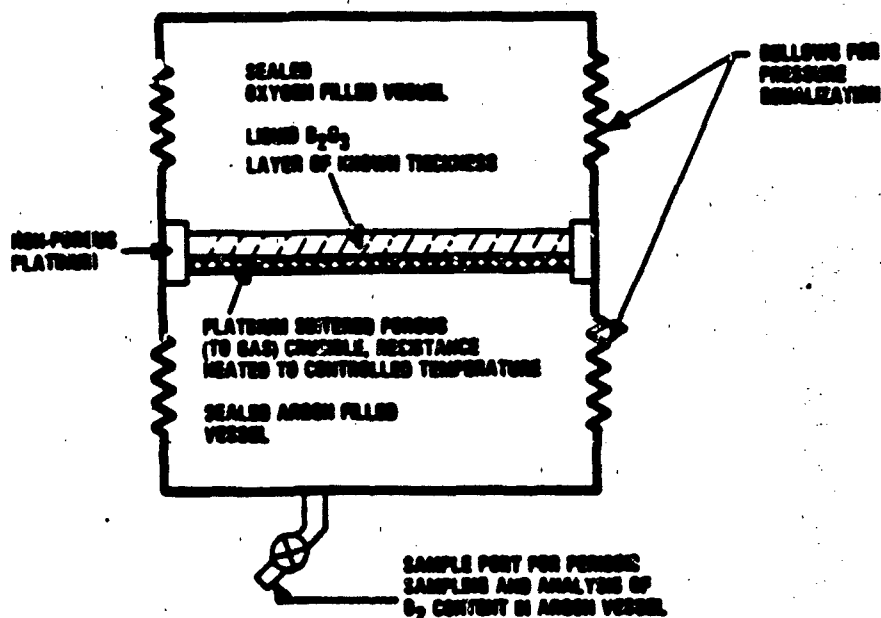 SEALED
OXYGEN FILLED VESSEL
LIQUID B₂O₃
LAYER OF KNOWN THICKNESS
BELLOWS FOR
PRESSURE
EQUALIZATION
NON-POROUS
PLATINUM
PLATINUM SINTERED POROUS
(TO GAS) CRUCIBLE, RESISTANCE
HEATED TO CONTROLLED TEMPERATURE
SEALED ARGON FILLED
VESSEL
SAMPLE PORT FOR PERIODIC
SAMPLING AND ANALYSIS OF
O₂ CONTENT IN ARGON VESSEL